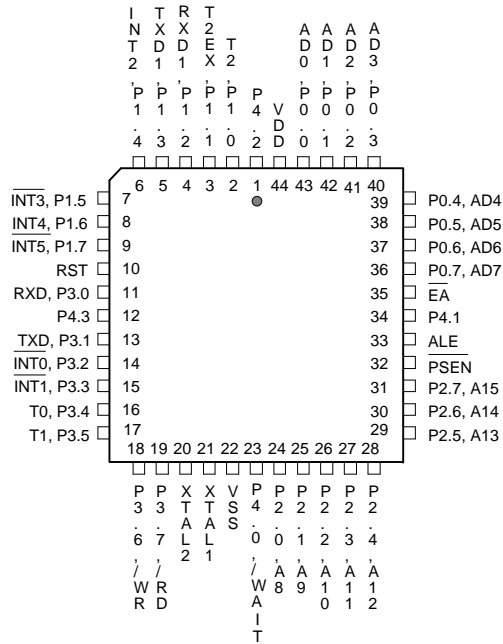 INT2, P1.4
TXD1, P1.3
RXD1, P1.2
T2EX, P1.1
T2, P1.0
P4.2
VDD
AD0, P0.0
AD1, P0.1
AD2, P0.2
AD3, P0.3
6 5 4 3 2 1 44 43 42 41 40
INT3, P1.5 7
INT4, P1.6 8
INT5, P1.7 9
RST 10
RXD, P3.0 11
P4.3 12
TXD, P3.1 13
INT0, P3.2 14
INT1, P3.3 15
T0, P3.4 16
T1, P3.5 17
39 P0.4, AD4
38 P0.5, AD5
37 P0.6, AD6
36 P0.7, AD7
35 EA
34 P4.1
33 ALE
32 PSEN
31 P2.7, A15
30 P2.6, A14
29 P2.5, A13
18 19 20 21 22 23 24 25 26 27 28
P3.6, /WR
P3.7, /RD
XTAL2
XTAL1
VSS
P4.0, /WAIT
P2.0, A8
P2.1, A9
P2.2, A10
P2.3, A11
P2.4, A12